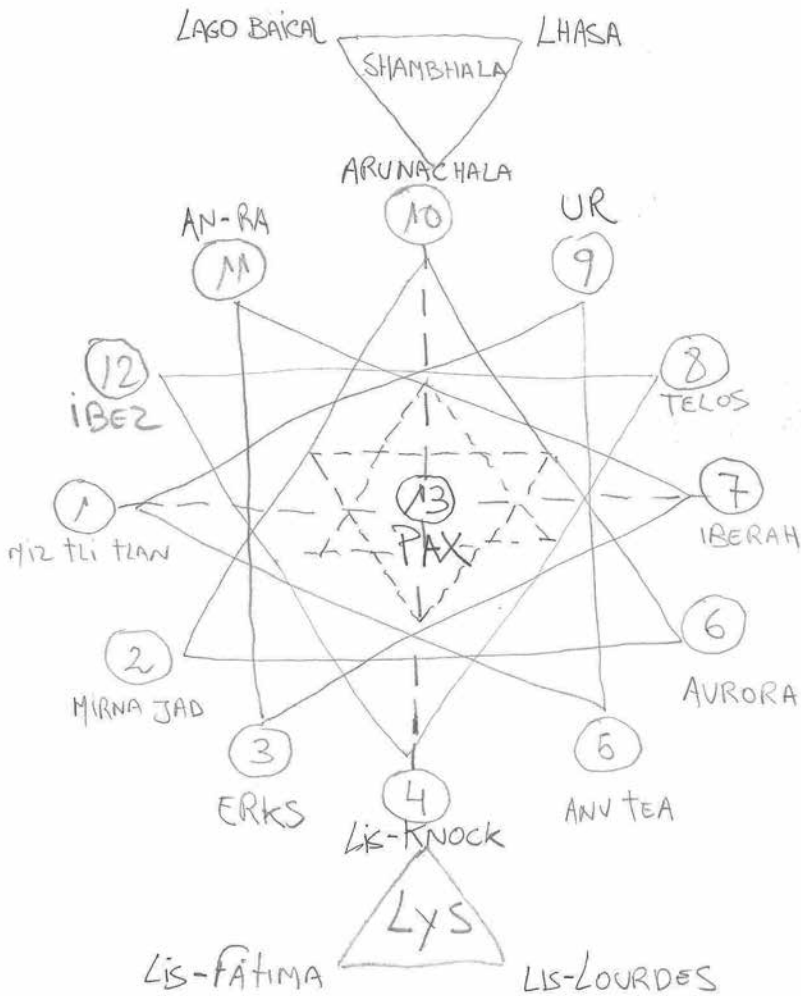 LAGO BAICAL
LHASA
SHAMBHALA
ARUNACHALA
10
AN-RA
11
UR
9
12
IBEZ
8
TELOS
1
MIZ TLI TLAN
13
PAX
7
IBERAH
2
MIRNA JAD
6
AURORA
3
ERKS
5
ANU TEA
4
LiS-KNOCK
LyS
LiS-FÁTIMA
LIS-LOURDES